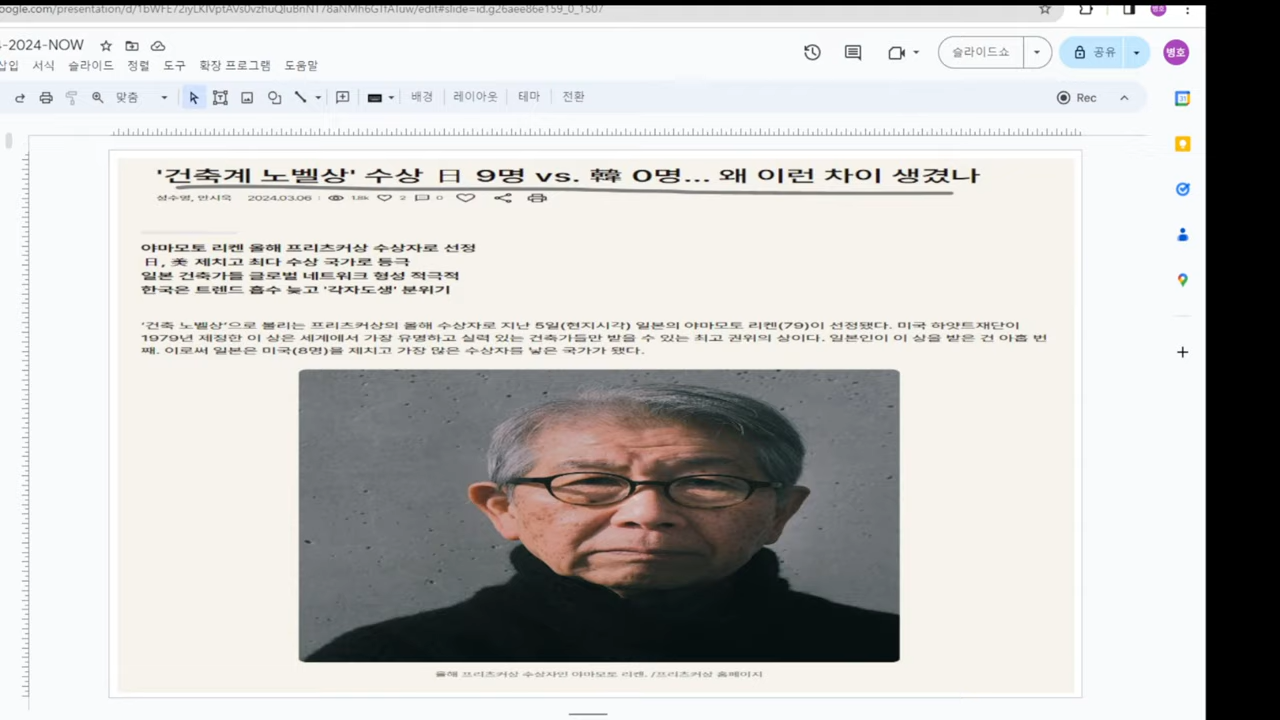 -2024-NOW
삽입 서식 슬라이드 정렬 도구 확장 프로그램 도움말
슬라이드쇼
공유
병호
맞춤
배경 레이아웃 테마 전환
Rec
'건축계 노벨상' 수상 日 9명 vs. 韓 0명... 왜 이런 차이 생겼나
성수영, 안시욱 2024.03.06 1.8k 2 0
야마모토 리켄 올해 프리츠커상 수상자로 선정
日, 美 제치고 최다 수상 국가로 등극
일본 건축가들 글로벌 네트워크 형성 적극적
한국은 트렌드 흡수 늦고 '각자도생' 분위기
'건축 노벨상'으로 불리는 프리츠커상의 올해 수상자로 지난 5일(현지시각) 일본의 야마모토 리켄(79)이 선정됐다. 미국 하얏트재단이
1979년 제정한 이 상은 세계에서 가장 유명하고 실력 있는 건축가들만 받을 수 있는 최고 권위의 상이다. 일본인이 이 상을 받은 건 아홉 번
째. 이로써 일본은 미국(8명)을 제치고 가장 많은 수상자를 낳은 국가가 됐다.
올해 프리츠커상 수상자인 야마모토 리켄. /프리츠커상 홈페이지